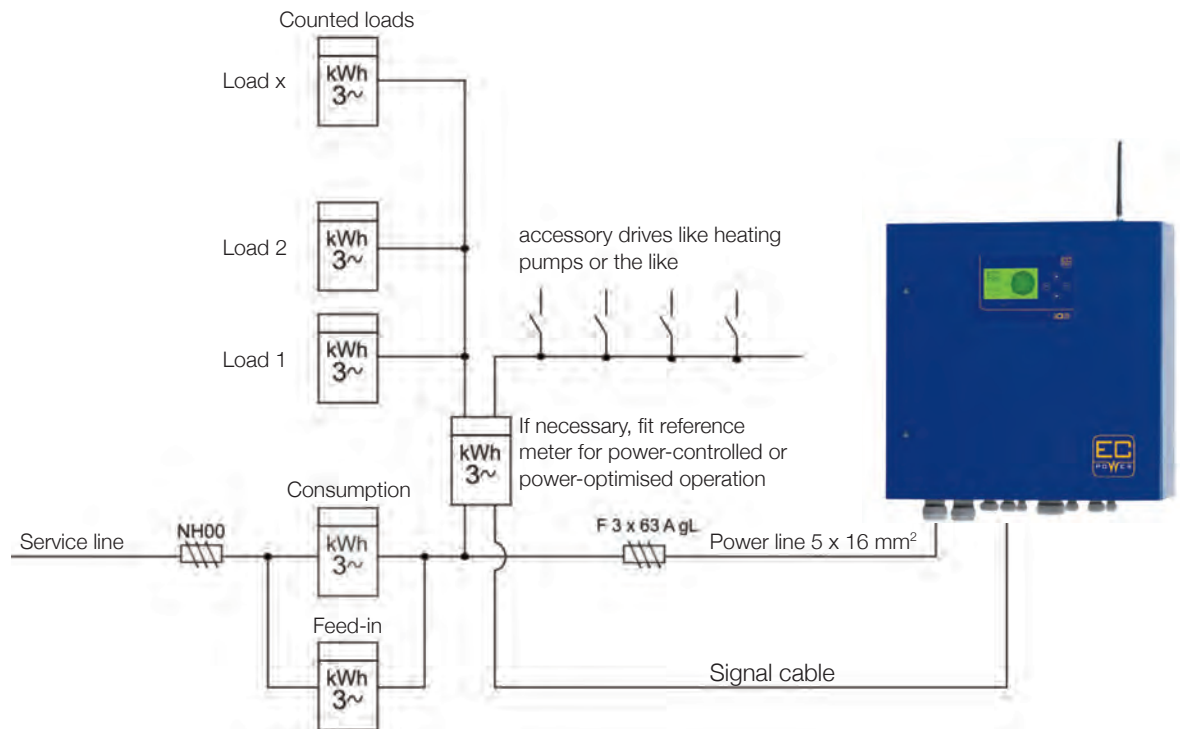 Counted loads
Load x
kWh
3~
Load 2
kWh
3~
accessory drives like heating
pumps or the like
Load 1
kWh
3~
kWh
3~
If necessary, fit reference
meter for power-controlled or
power-optimised operation
Consumption
Service line
NH00
kWh
3~
F 3 x 63 A gL
Power line 5 x 16 mm²
Feed-in
kWh
3~
Signal cable
EC
POWER